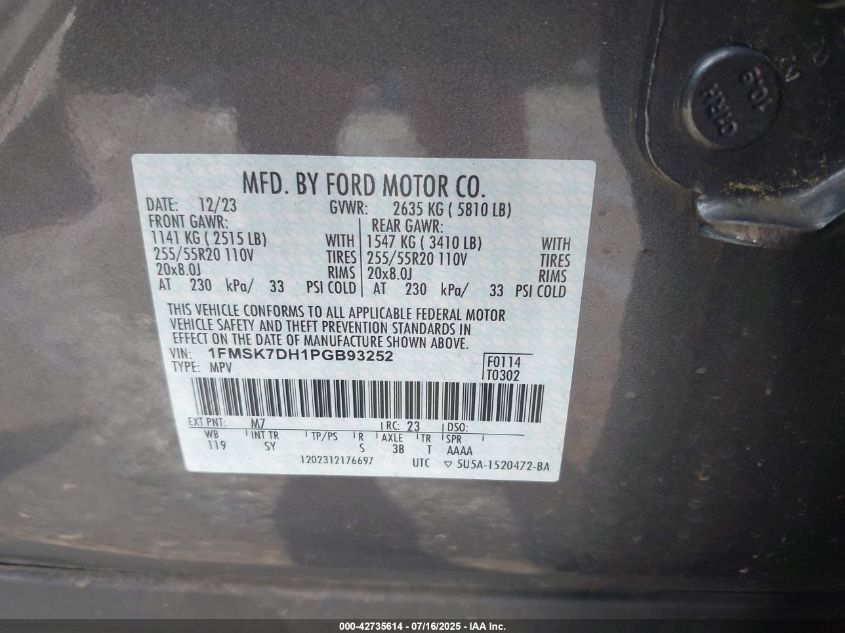 MFD. BY FORD MOTOR CO.
DATE: 12/23 GVWR: 2635 KG ( 5810 LB)
FRONT GAWR: REAR GAWR:
1141 KG ( 2515 LB) WITH 1547 KG ( 3410 LB) WITH
255/55R20 110V TIRES 255/55R20 110V TIRES
20x8.0J RIMS 20x8.0J RIMS
AT 230 kPa/ 33 PSI COLD AT 230 kPa/ 33 PSI COLD
THIS VEHICLE CONFORMS TO ALL APPLICABLE FEDERAL MOTOR
VEHICLE SAFETY AND THEFT PREVENTION STANDARDS IN
EFFECT ON THE DATE OF MANUFACTURE SHOWN ABOVE.
VIN: 1FMSK7DH1PGB93252 F0114
TYPE: MPV T0302
EXT PNT: M7 RC: 23 DSO:
WB INT TR TP/PS R AXLE TR SPR
119 SY S 3B T AAAA
1202312176697 UTC ▽ 5U5A-1520472-BA
10.9
01RR
000-42735614 - 07/16/2025 - IAA Inc.